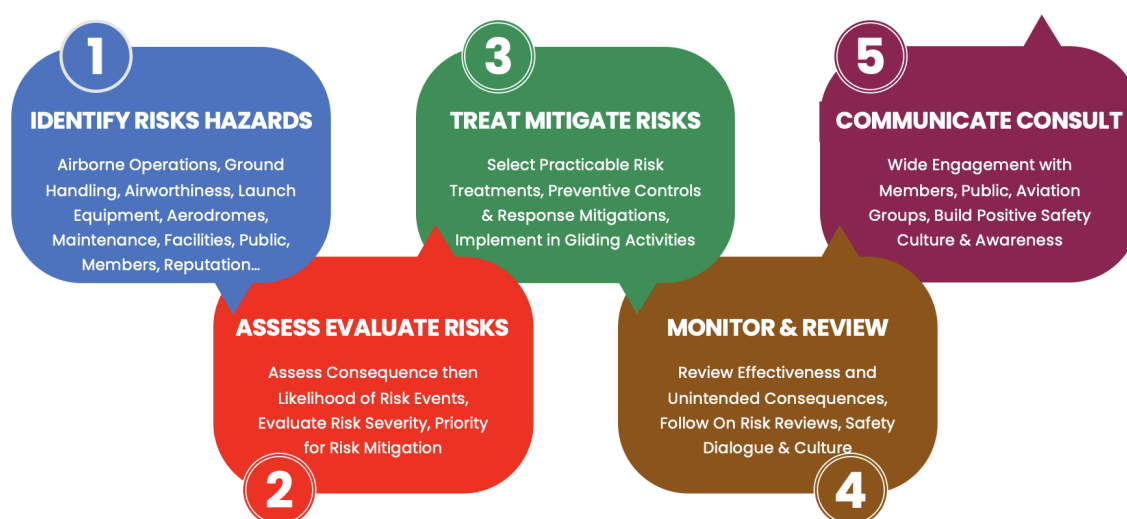 1
IDENTIFY RISKS HAZARDS
Airborne Operations, Ground
Handling, Airworthiness, Launch
Equipment, Aerodromes,
Maintenance, Facilities, Public,
Members, Reputation...
ASSESS EVALUATE RISKS
Assess Consequence then
Likelihood of Risk Events,
Evaluate Risk Severity, Priority
for Risk Mitigation
2
3
TREAT MITIGATE RISKS
Select Practicable Risk
Treatments, Preventive Controls
& Response Mitigations,
Implement in Gliding Activities
MONITOR & REVIEW
Review Effectiveness and
Unintended Consequences,
Follow On Risk Reviews, Safety
Dialogue & Culture
4
5
COMMUNICATE CONSULT
Wide Engagement with
Members, Public, Aviation
Groups, Build Positive Safety
Culture & Awareness